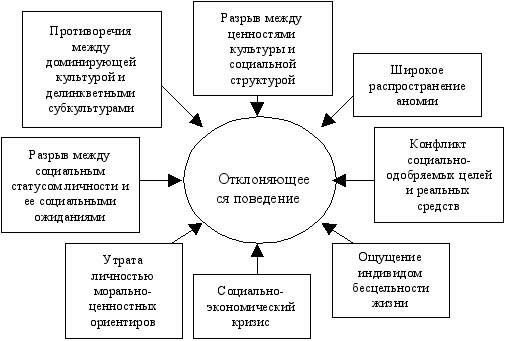 Противоречия
между
доминирующей
культурой и
делинкветными
субкультурами
Разрыв между
ценностями
культуры и
социальной
структурой
Широкое
распространение
аномии
Разрыв между
социальным
статусом личности и
ее социальными
ожиданиями
Отклоняющее
ся поведение
Конфликт
социально-
одобряемых целей
и реальных
средств
Утрата
личностью
морально-
ценностных
ориентиров
Социально-
экономический
кризис
Ощущение
индивидом
бесцельности
жизни